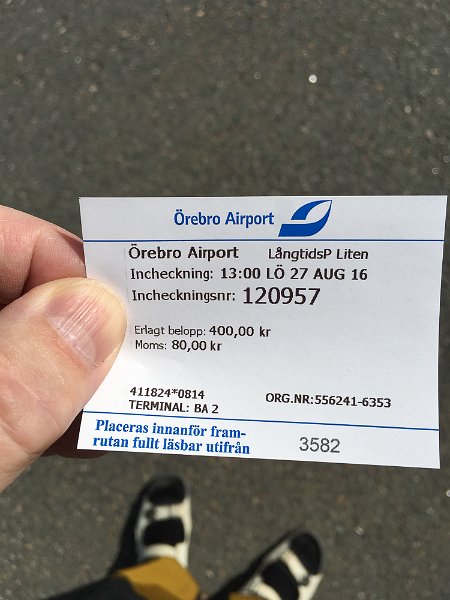 Örebro Airport
Örebro Airport LångtidsP Liten
Incheckning: 13:00 LÖ 27 AUG 16
Incheckningsnr: 120957
Erlagt belopp: 400,00 kr
Moms: 80,00 kr
411824*0814 ORG.NR:556241-6353
TERMINAL: BA 2
Placeras innanför fram-
rutan fullt läsbar utifrån 3582